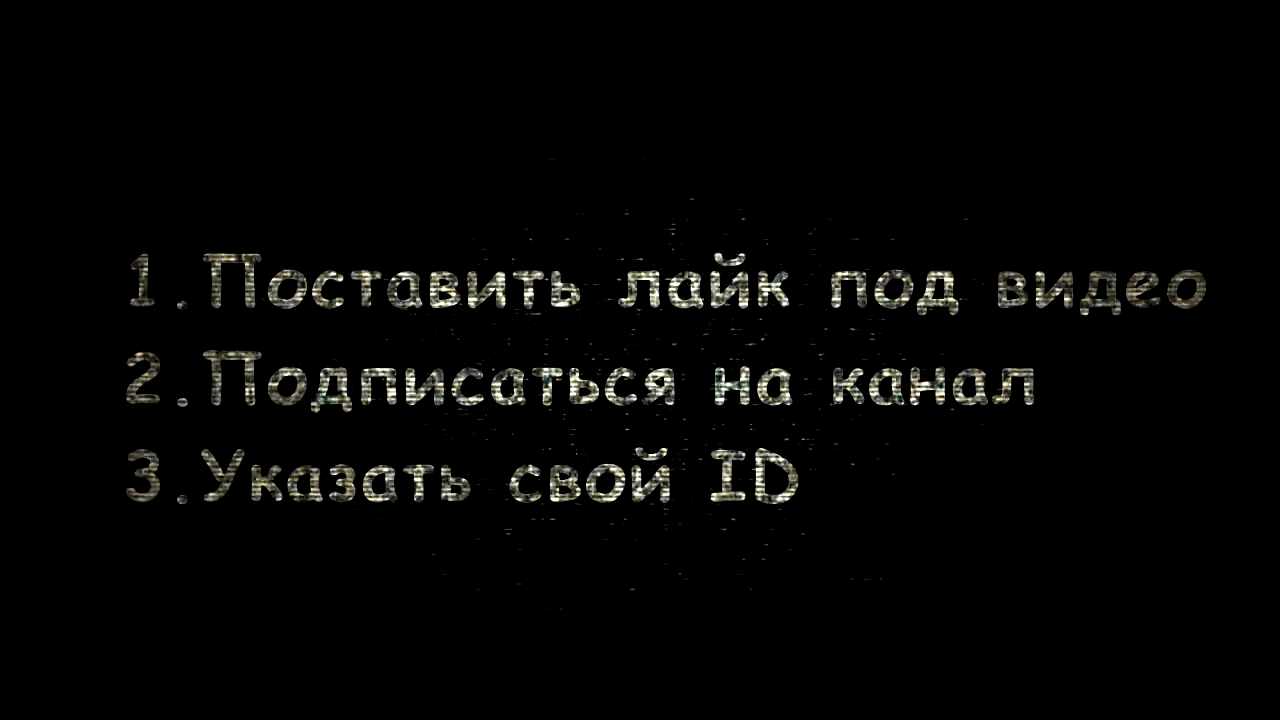 1.Поставить лайк под видео
2.Подписаться на канал
3.Указать свой ID